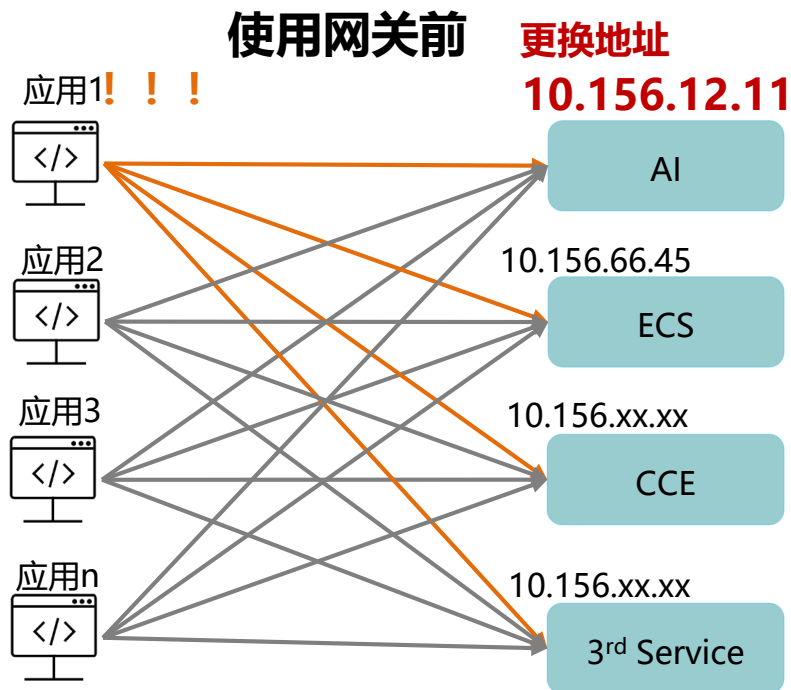 使用网关前
更换地址
应用1！！！
10.156.12.11
</>
AI
应用2
10.156.66.45
</>
ECS
应用3
10.156.xx.xx
</>
CCE
应用n
10.156.xx.xx
</>
3rd Service